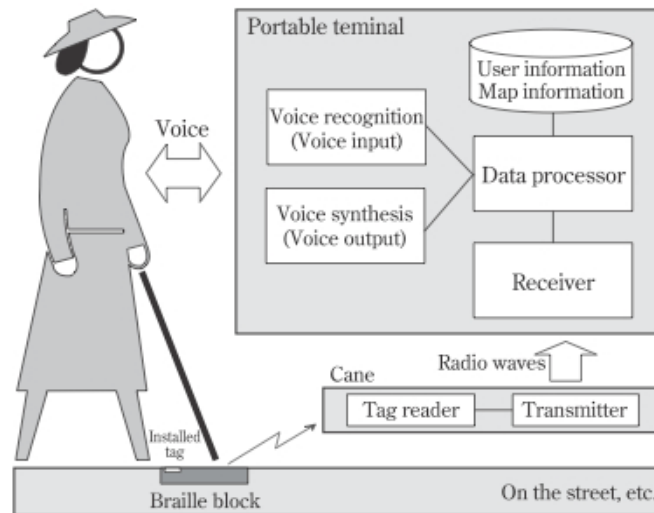 Portable teminal
User information
Map information
Voice recognition
(Voice input)
Voice
Data processor
Voice synthesis
(Voice output)
Receiver
Radio waves
Cane
Tag reader
Transmitter
Installed
tag
Braille block
On the street, etc.